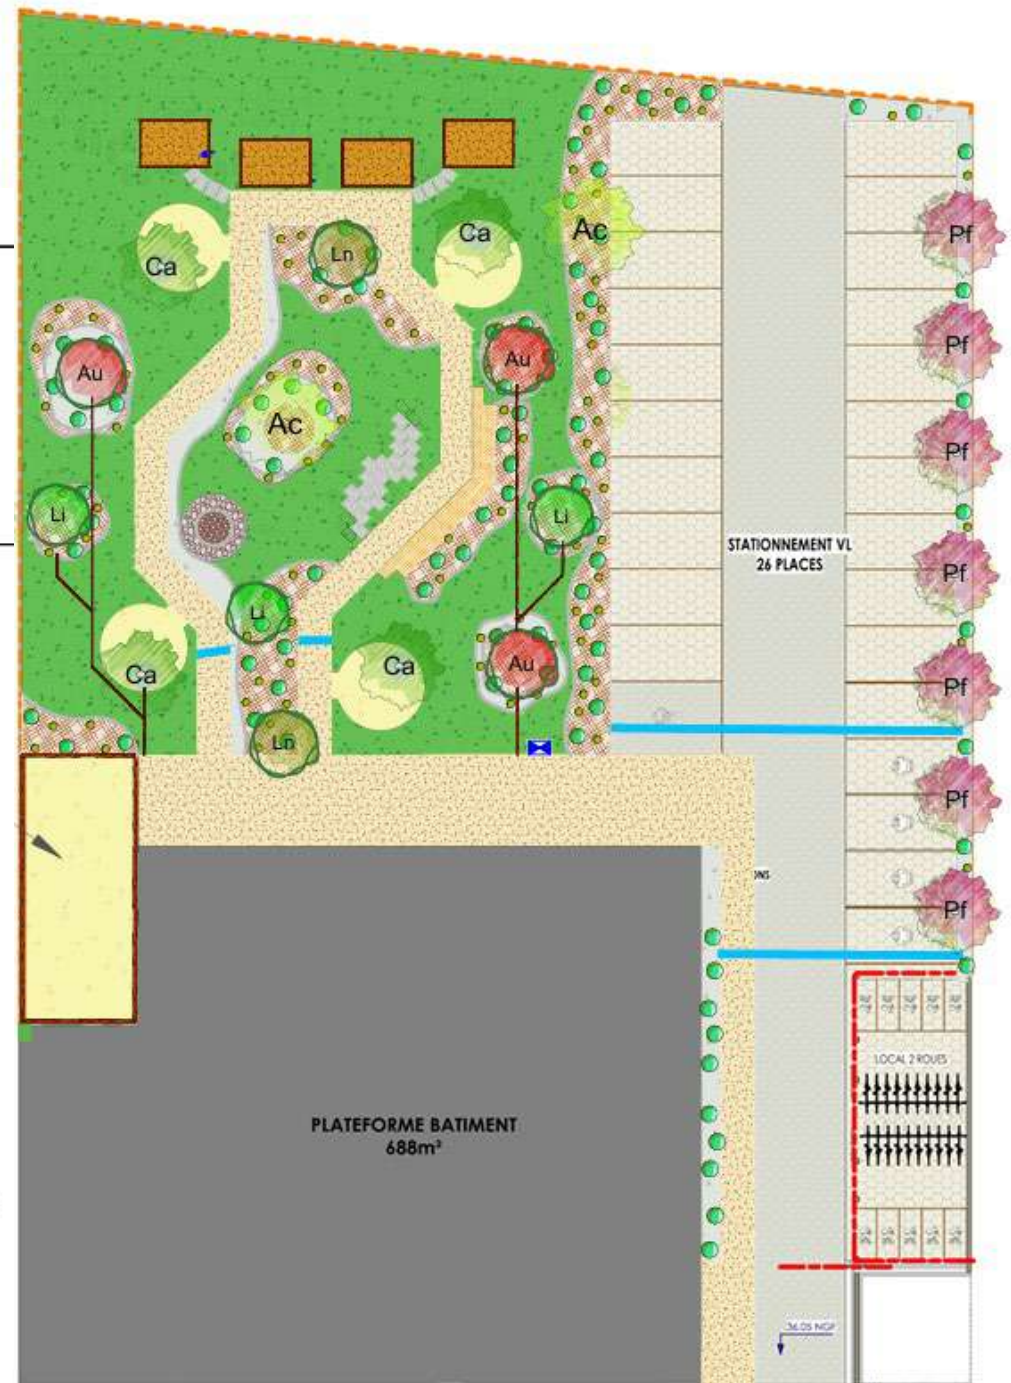 Ca
Ln
Ca
Ac
Pf
Au
Au
Pf
Ac
Pf
Li
Li
STATIONNEMENT VL
26 PLACES
Pf
Li
Ca
Ca
Au
Pf
Ln
Pf
ONS
Pf
LOCAL 2 ROUES
PLATEFORME BATIMENT
688m²
36.05 NGF